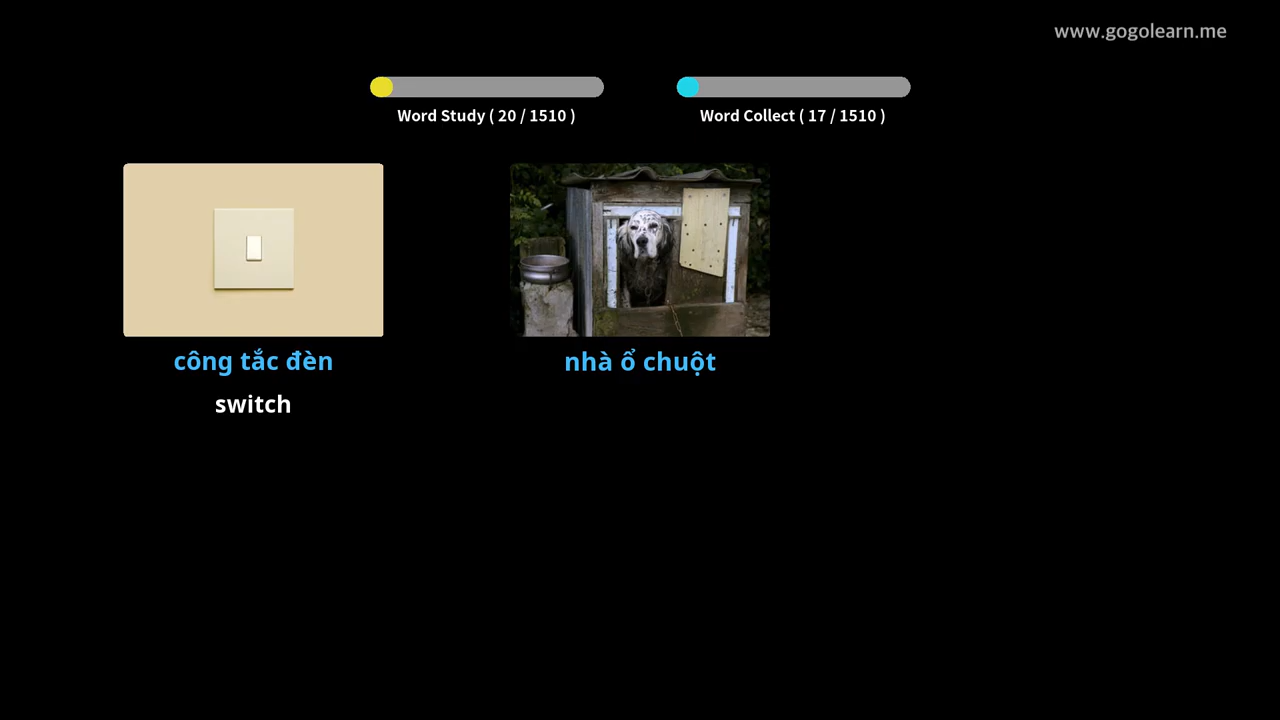 www.gogolearn.me
Word Study ( 20 / 1510 )
Word Collect ( 17 / 1510 )
công tắc đèn
nhà ổ chuột
switch